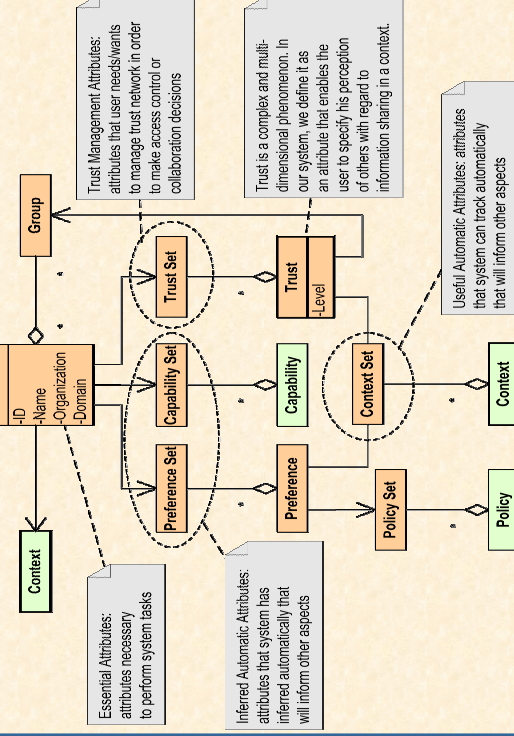 Trust Management Attributes:
attributes that user needs/wants
to manage trust network in order
to make access control or
collaboration decisions
Trust is a complex and multi-
dimensional phenomenon. In
our system, we define it as
an attribute that enables the
user to specify his perception
of others with regard to
information sharing in a context.
Useful Automatic Attributes: attributes
that system can track automatically
that will inform other aspects
Group
*
*
-ID
-Name
-Organization
-Domain
Context
Trust Set
*
Trust
-Level
Capability Set
*
Capability
Context Set
*
Context
Preference Set
*
Preference
Policy Set
*
Policy
Essential Attributes:
attributes necessary
to perform system tasks
Inferred Automatic Attributes:
attributes that system has
inferred automatically that
will inform other aspects